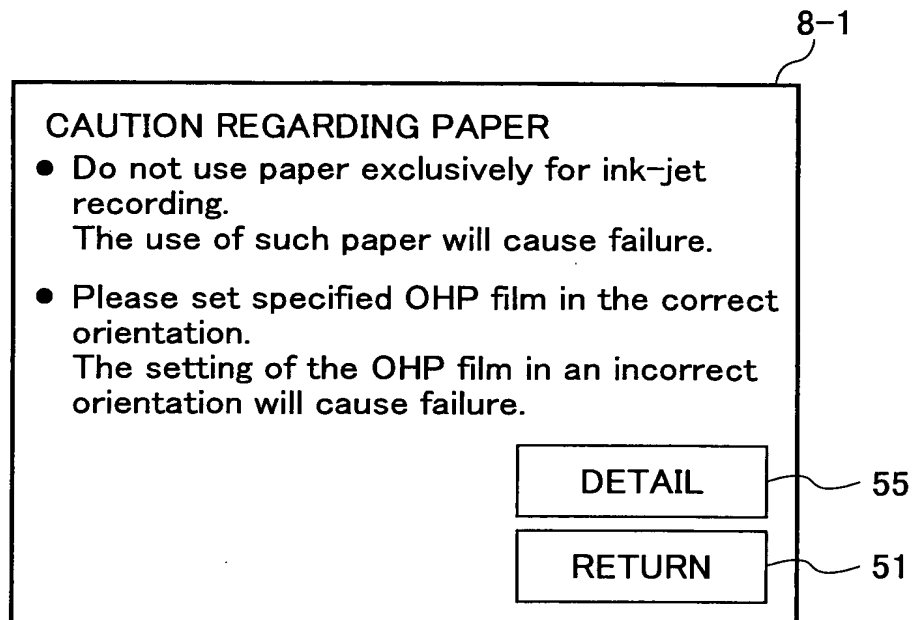 8-1
CAUTION REGARDING PAPER
● Do not use paper exclusively for ink-jet
recording.
The use of such paper will cause failure.
● Please set specified OHP film in the correct
orientation.
The setting of the OHP film in an incorrect
orientation will cause failure.
DETAIL 55
RETURN 51